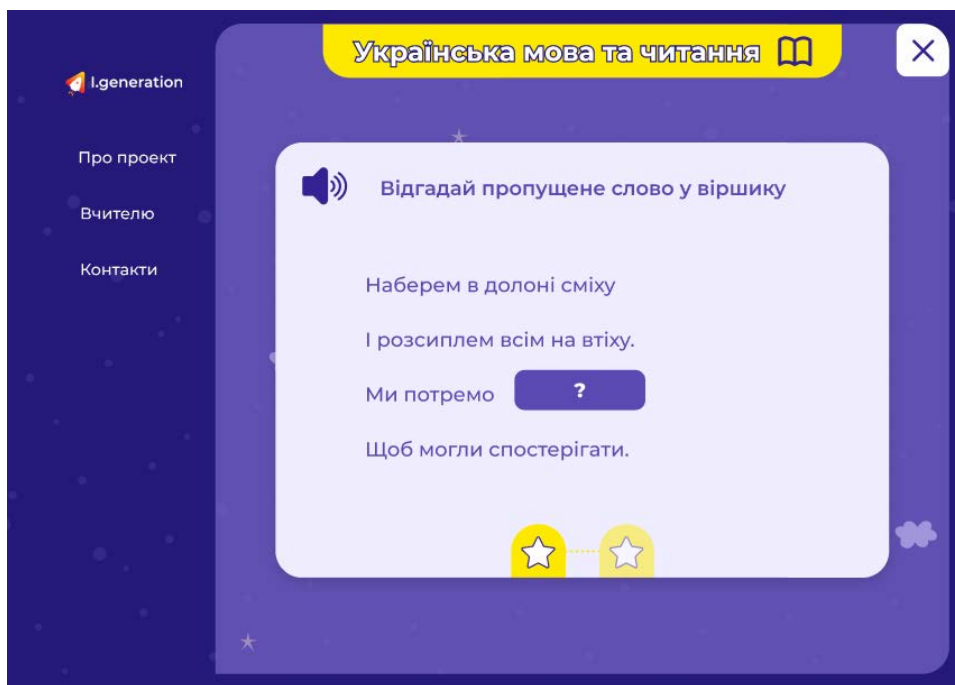 Українська мова та читання
I.generation
Про проект
Вчителю
Контакти
Відгадай пропущене слово у віршику
Наберем в долоні сміху
І розсиплем всім на втіху.
Ми потремо ?
Щоб могли спостерігати.